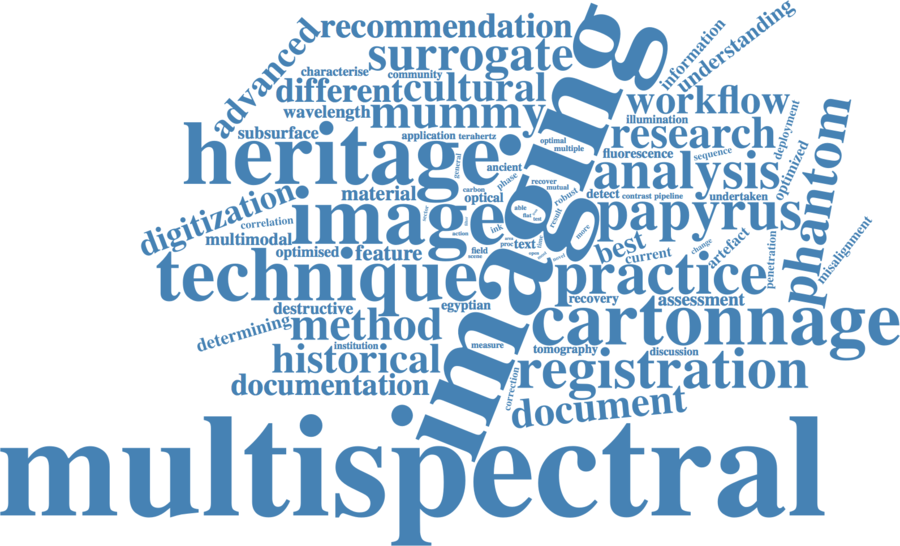 recommendation
surrogate
advanced
characterise
community
different
cultural
information
understanding
wavelength
mummy
workflow
illumination
subsurface
application
terahertz
imaging
research
deployment
heritage
optimal
multiple
fluorescence
sequence
general
ancient
phase
analysis
optimized
phantom
recover
mutual
carbon
optical
robust
detect
contrast
pipeline
undertaken
material
digitization
correlation
image
able
flat
test
result
papyrus
ink
action
more
multimodal
text
best
optimised
feature
field
scene
proc
current
change
artefact
penetration
misalignment
technique
practice
recovery
assessment
egyptian
destructive
determining
method
cartonnage
institution
measure
tomography
discussion
historical
registration
documentation
correction
document
multispectral